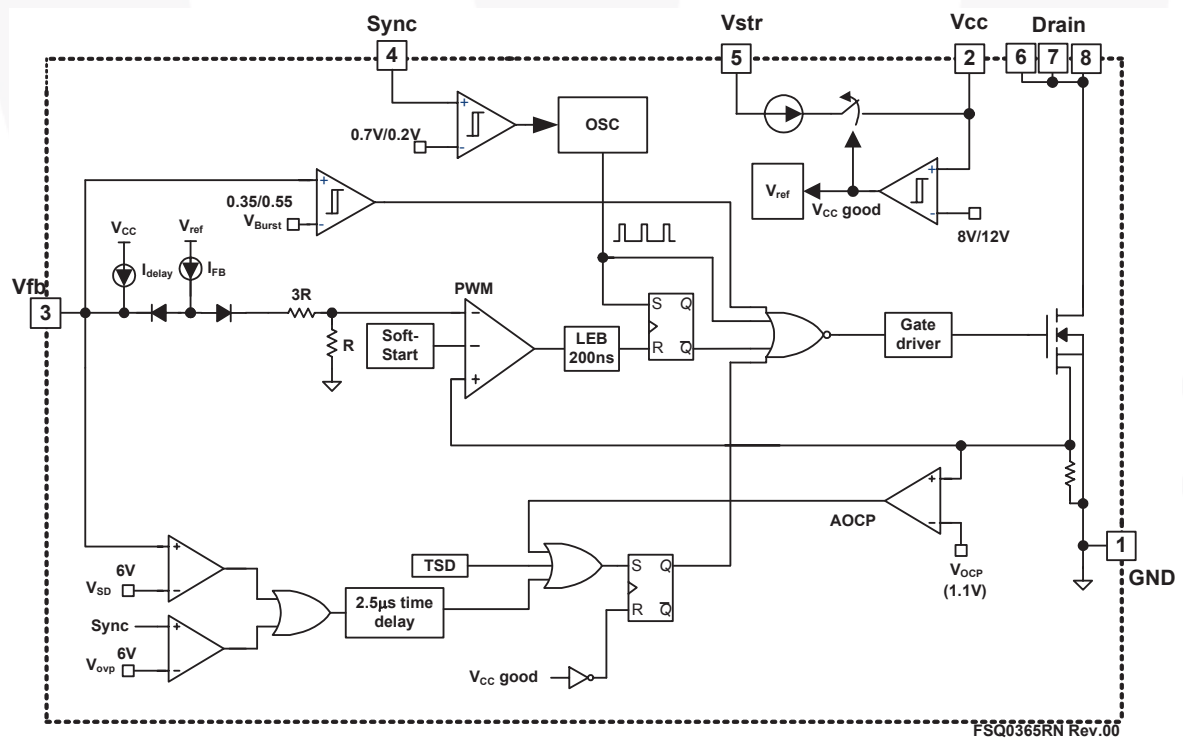 Sync
4
Vstr
5
Vcc
2
Drain
6 7 8
+
-
0.7V/0.2V
OSC
+
-
0.35/0.55
VBurst
Vref
VCC good
+
-
8V/12V
VCC
Idelay
Vref
IFB
Vfb
3
3R
R
PWM
Soft-
Start
−
−
+
LEB
200ns
S Q
R Q̅
Gate
driver
AOCP
+
-
VOCP
(1.1V)
1
GND
+
−
6V
VSD
Sync
+
−
6V
Vovp
2.5μs time
delay
TSD
S Q
R Q̅
VCC good
FSQ0365RN Rev.00